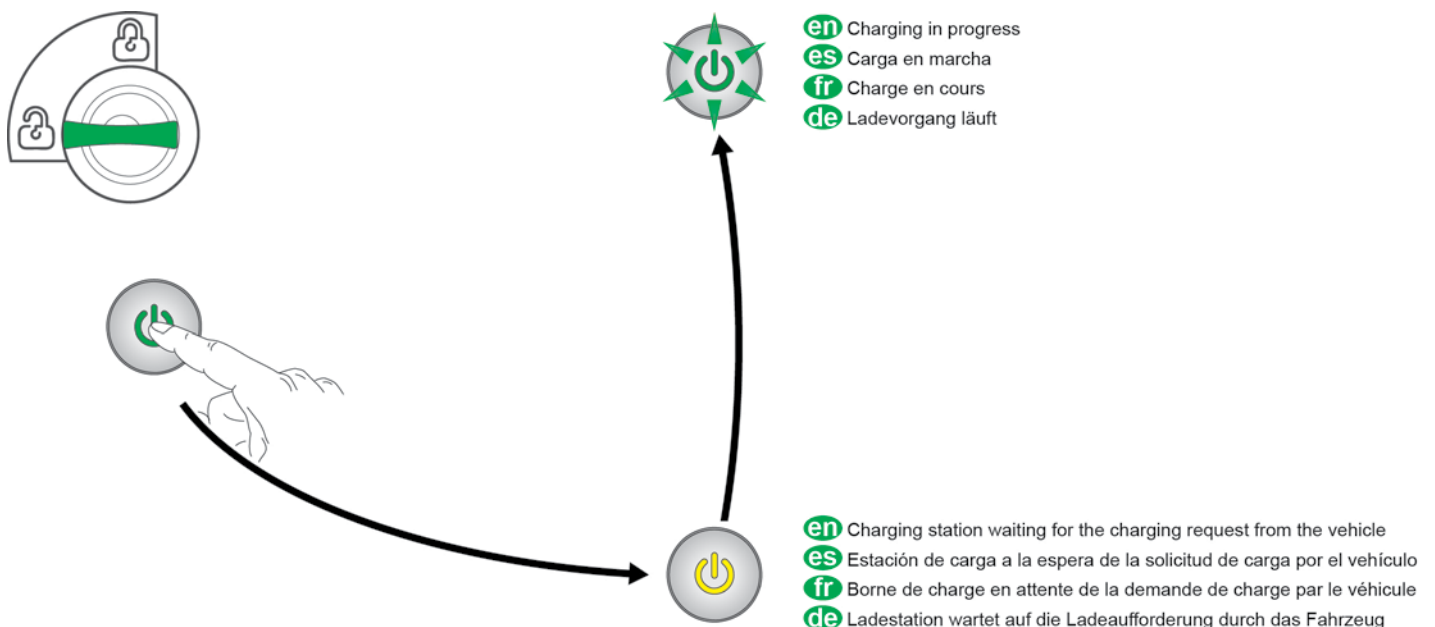 en Charging in progress
es Carga en marcha
fr Charge en cours
de Ladevorgang läuft
en Charging station waiting for the charging request from the vehicle
es Estación de carga a la espera de la solicitud de carga por el vehículo
fr Borne de charge en attente de la demande de charge par le véhicule
de Ladestation wartet auf die Ladeaufforderung durch das Fahrzeug